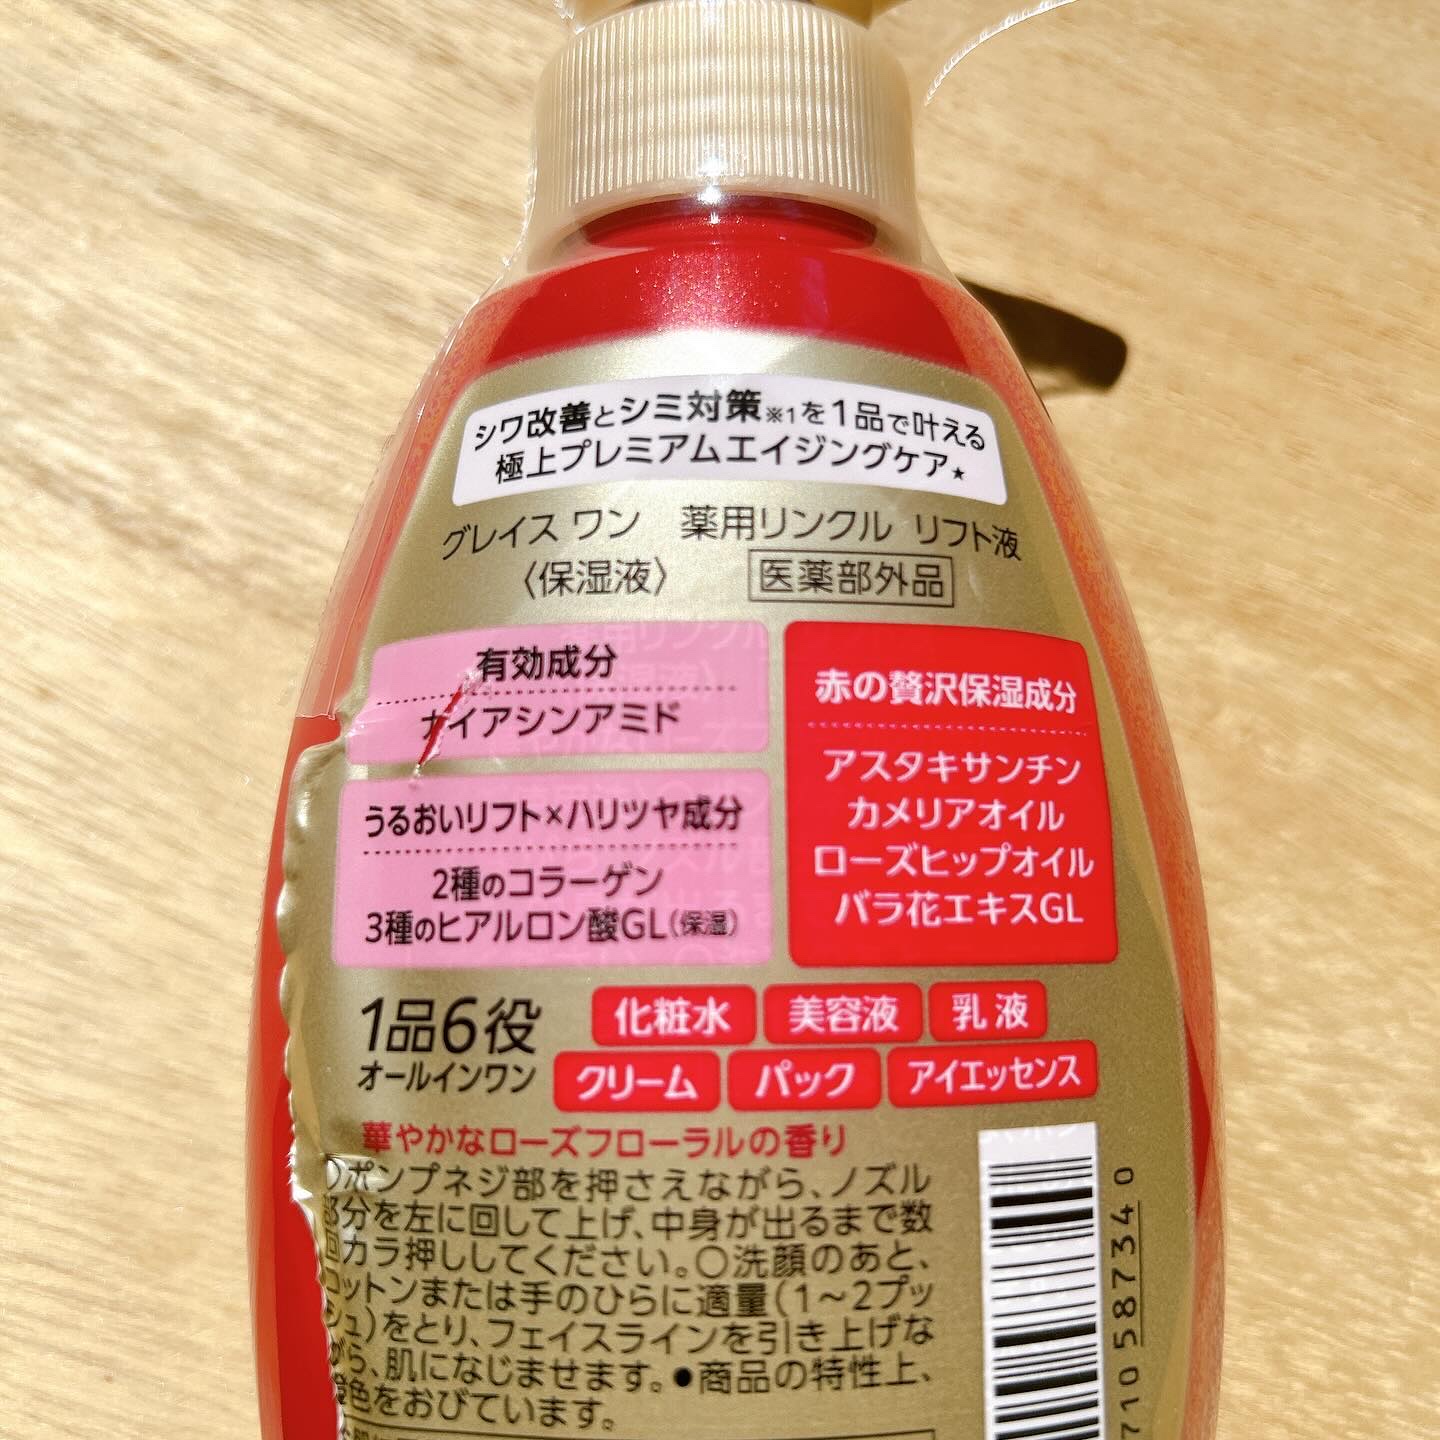 シワ改善とシミ対策※1を1品で叶える
極上プレミアムエイジングケア★
グレイス ワン 薬用リンクル リフト液
〈保湿液〉 医薬部外品
有効成分
ナイアシンアミド
うるおいリフト×ハリツヤ成分
2種のコラーゲン
3種のヒアルロン酸GL(保湿)
赤の贅沢保湿成分
アスタキサンチン
カメリアオイル
ローズヒップオイル
バラ花エキスGL
1品6役
オールインワン
化粧水 美容液 乳液
クリーム パック アイエッセンス
華やかなローズフローラルの香り
○ポンプネジ部を押さえながら、ノズル
部分を左に回して上げ、中身が出るまで数
回カラ押ししてください。○洗顔のあと、
コットンまたは手のひらに適量(1〜2プッ
シュ)をとり、フェイスラインを引き上げな
がら、肌になじませます。●商品の特性上、
橙色をおびています。
710587340